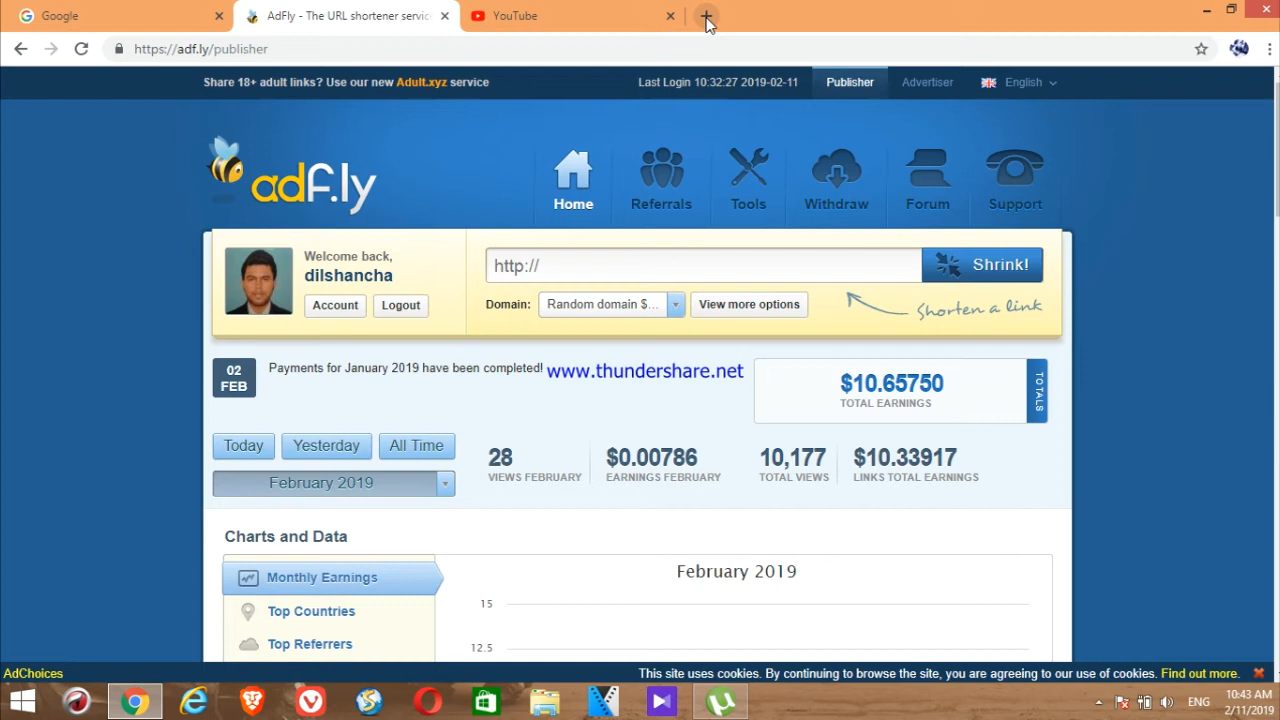 Google
AdFly - The URL shortener servic
YouTube
https://adf.ly/publisher
Share 18+ adult links? Use our new Adult.xyz service
Last Login 10:32:27 2019-02-11
Publisher
Advertiser
English
adf.ly
Home
Referrals
Tools
Withdraw
Forum
Support
Welcome back,
dilshancha
Account
Logout
http://
Shrink!
Domain:
Random domain $...
View more options
Shorten a link
02
FEB
Payments for January 2019 have been completed!
www.thundershare.net
$10.65750
TOTAL EARNINGS
TOTALS
Today
Yesterday
All Time
February 2019
28
VIEWS FEBRUARY
$0.00786
EARNINGS FEBRUARY
10,177
TOTAL VIEWS
$10.33917
LINKS TOTAL EARNINGS
Charts and Data
Monthly Earnings
Top Countries
Top Referrers
February 2019
15
12.5
AdChoices
This site uses cookies. By continuing to browse the site, you are agreeing to our use of cookies. Find out more.
ENG
10:43 AM
2/11/2019